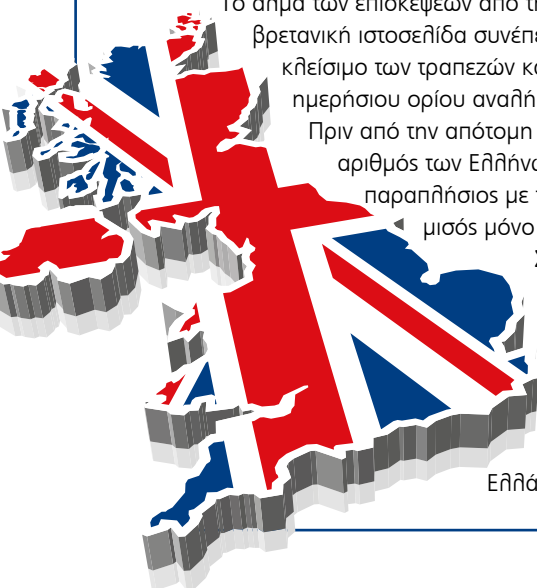 Το άλμα των επισκέψεων από τη
βρετανική ιστοσελίδα συνέπε
κλείσιμο των τραπεζών κα
ημερήσιου ορίου αναλή
Πριν από την απότομη
αριθμός των Ελλήνω
παραπλήσιος με τ
μισός μόνο
Ελλά